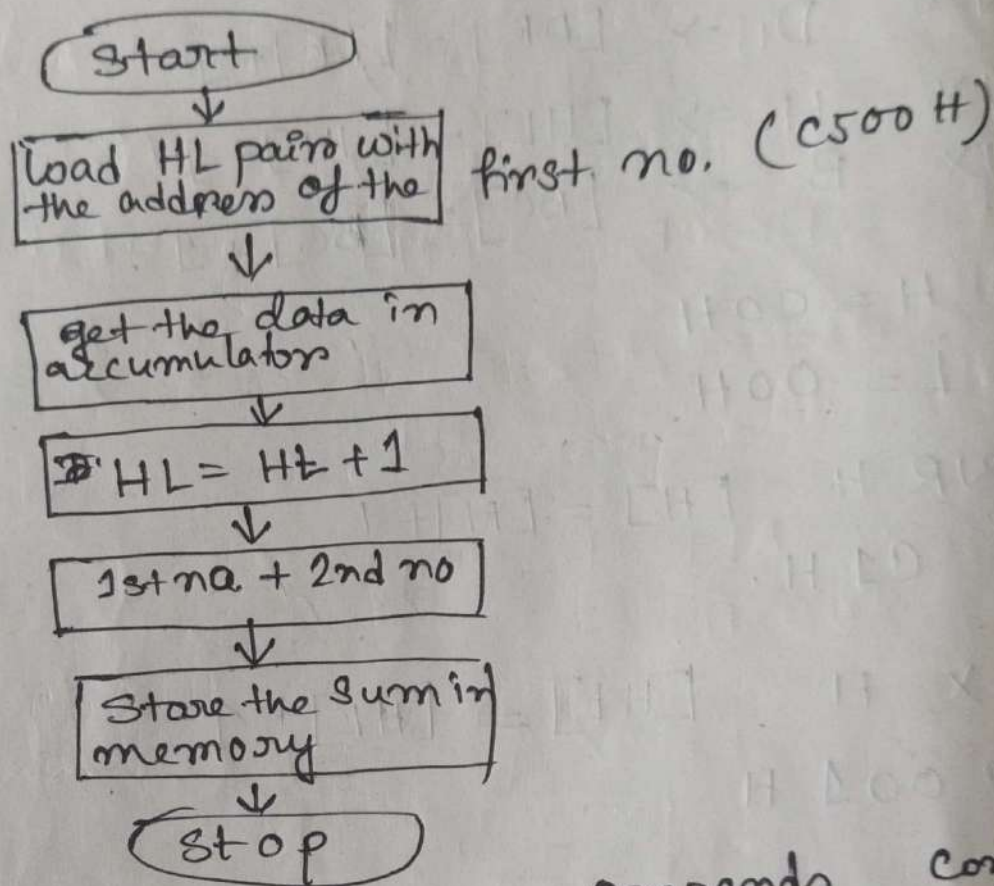 Start
Load HL pair with
the address of the first no. (C500 H)
get the data in
accumulator
HL = HL + 1
1st no + 2nd no
Store the sum in
memory
Stop